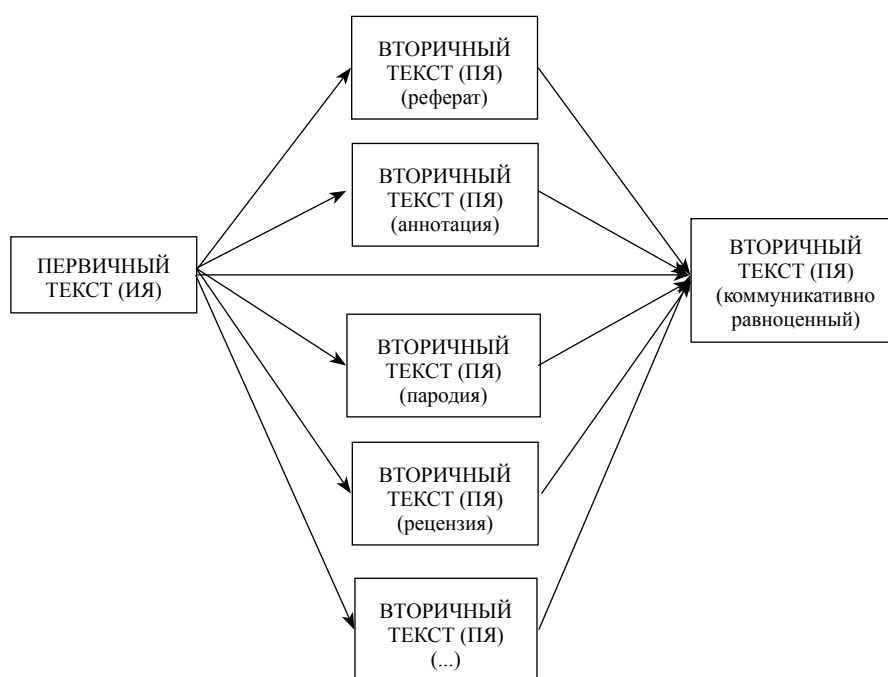 ВТОРИЧНЫЙ
ТЕКСТ (ПЯ)
(реферат)
ВТОРИЧНЫЙ
ТЕКСТ (ПЯ)
(аннотация)
ПЕРВИЧНЫЙ
ТЕКСТ (ИЯ)
ВТОРИЧНЫЙ
ТЕКСТ (ПЯ)
(коммуникативно
равноценный)
ВТОРИЧНЫЙ
ТЕКСТ (ПЯ)
(пародия)
ВТОРИЧНЫЙ
ТЕКСТ (ПЯ)
(рецензия)
ВТОРИЧНЫЙ
ТЕКСТ (ПЯ)
(...)